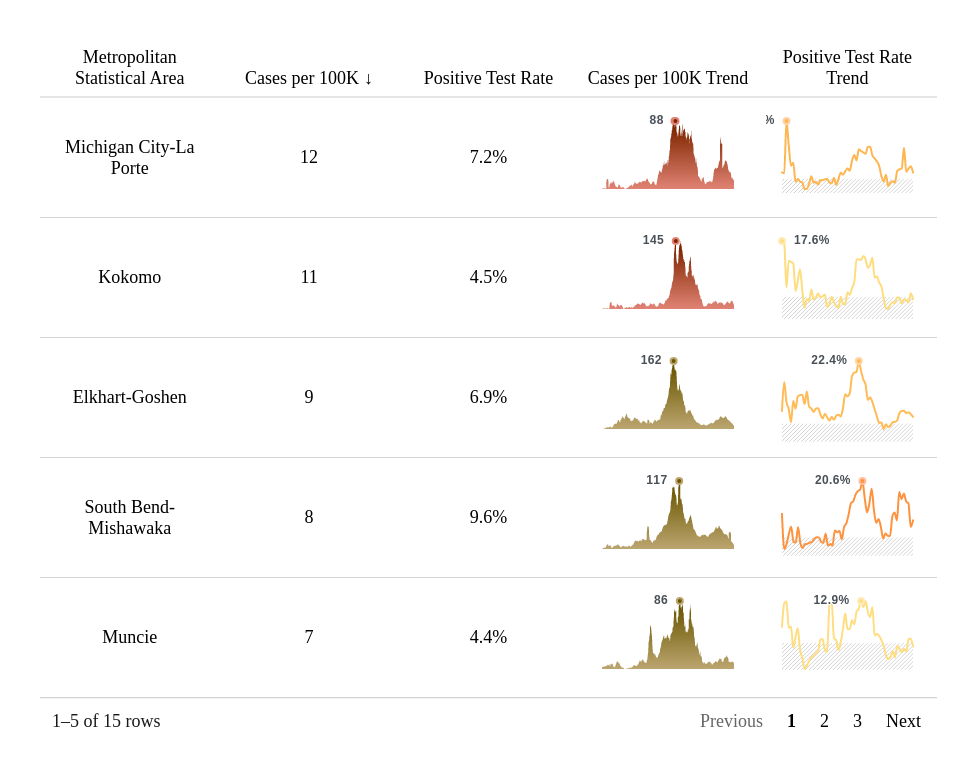 Metropolitan
Statistical Area
Cases per 100K ↓
Positive Test Rate
Cases per 100K Trend
Positive Test Rate
Trend
Michigan City-La
Porte
12
7.2%
88
%
Kokomo
11
4.5%
145
17.6%
Elkhart-Goshen
9
6.9%
162
22.4%
South Bend-
Mishawaka
8
9.6%
117
20.6%
Muncie
7
4.4%
86
12.9%
1–5 of 15 rows
Previous 1 2 3 Next